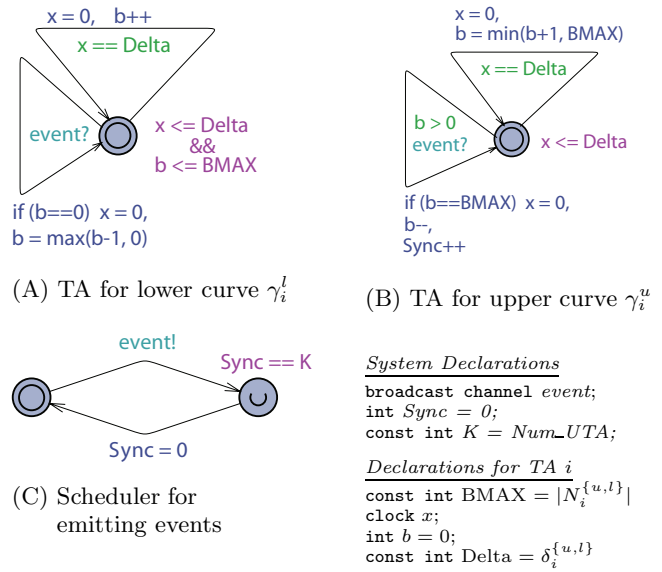 x = 0, b++
x == Delta
event?
x <= Delta
&&
b <= BMAX
if (b==0) x = 0,
b = max(b-1, 0)
(A) TA for lower curve γ_i^l
x = 0,
b = min(b+1, BMAX)
x == Delta
b > 0
event?
x <= Delta
if (b==BMAX) x = 0,
b--,
Sync++
(B) TA for upper curve γ_i^u
event!
Sync == K
Sync = 0
(C) Scheduler for
emitting events
System Declarations
broadcast channel event;
int Sync = 0;
const int K = Num_UTA;
Declarations for TA i
const int BMAX = |N_i^{u,l}|
clock x;
int b = 0;
const int Delta = δ_i^{u,l}